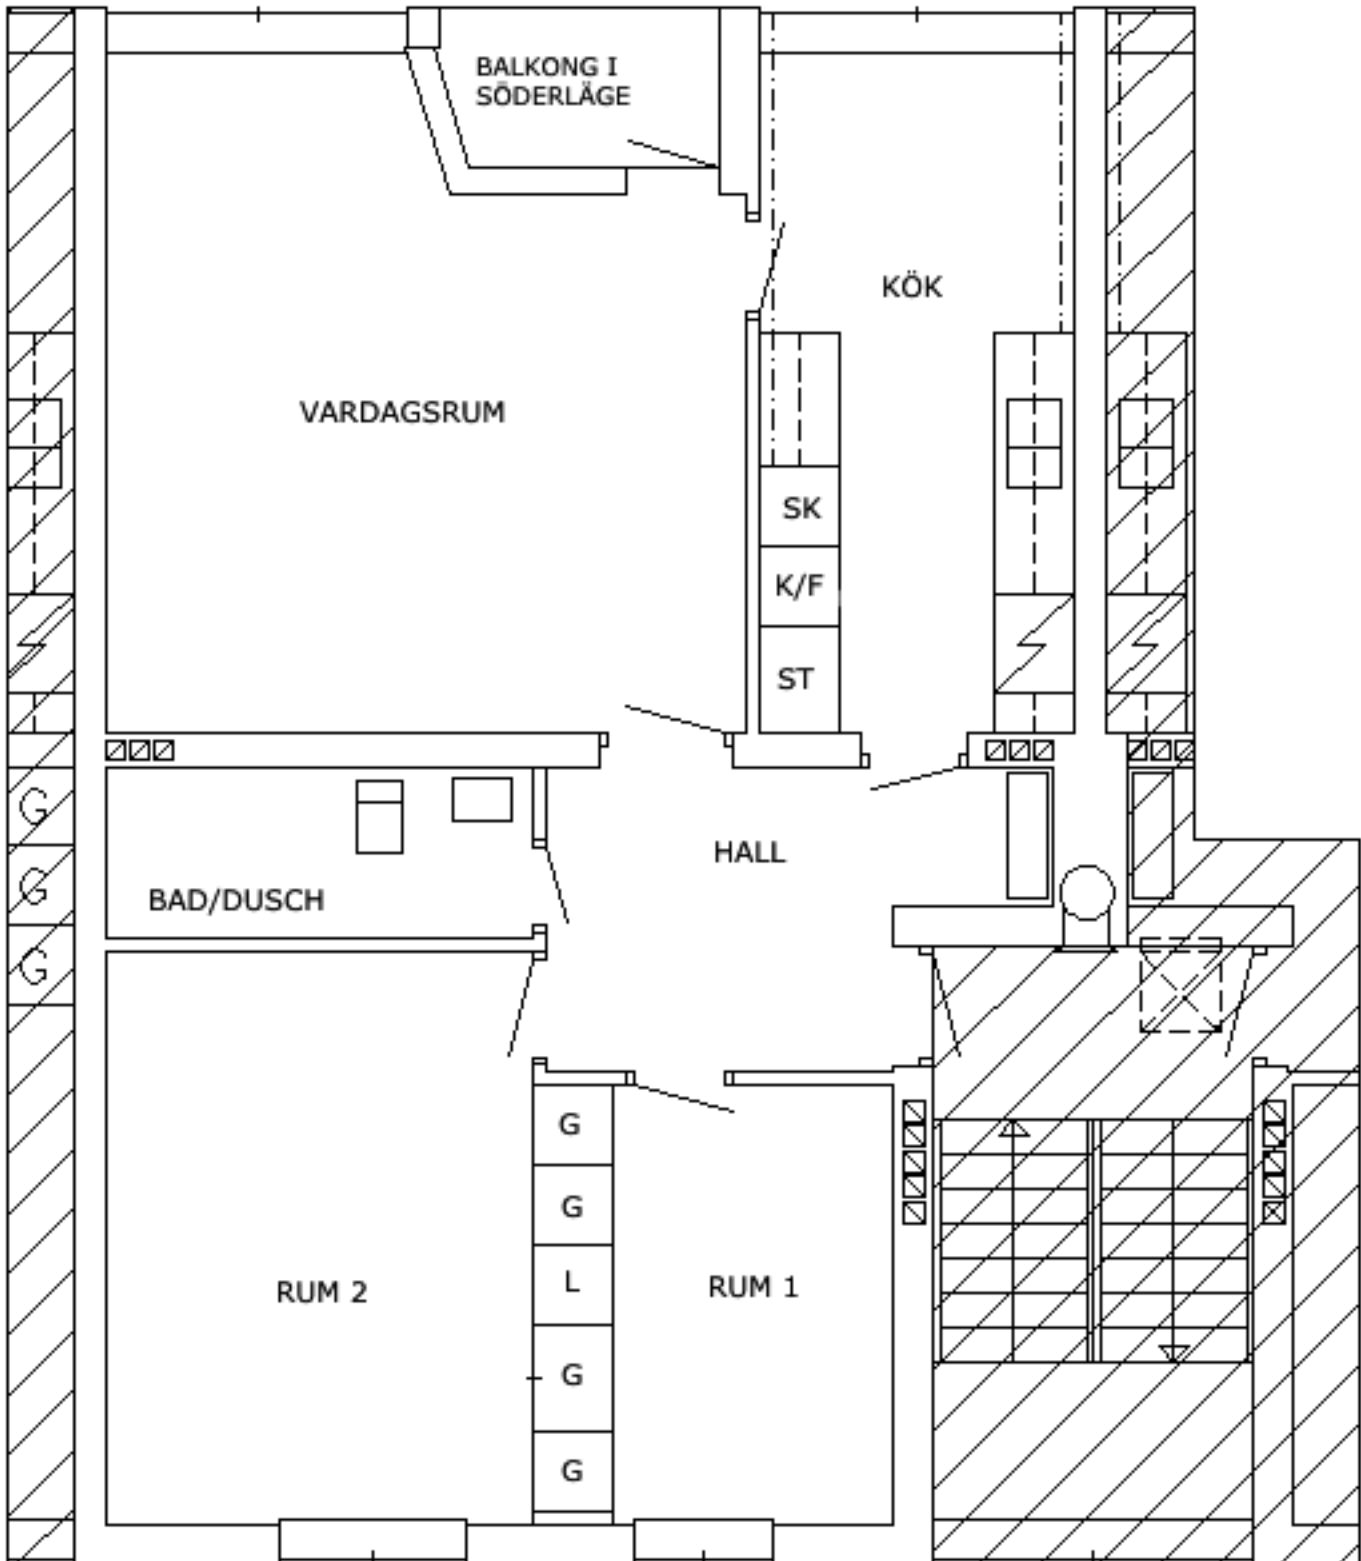 BALKONG I
SÖDERLÄGE
KÖK
VARDAGSRUM
SK
K/F
ST
G
G
G
HALL
BAD/DUSCH
G
G
L
G
G
RUM 2
RUM 1